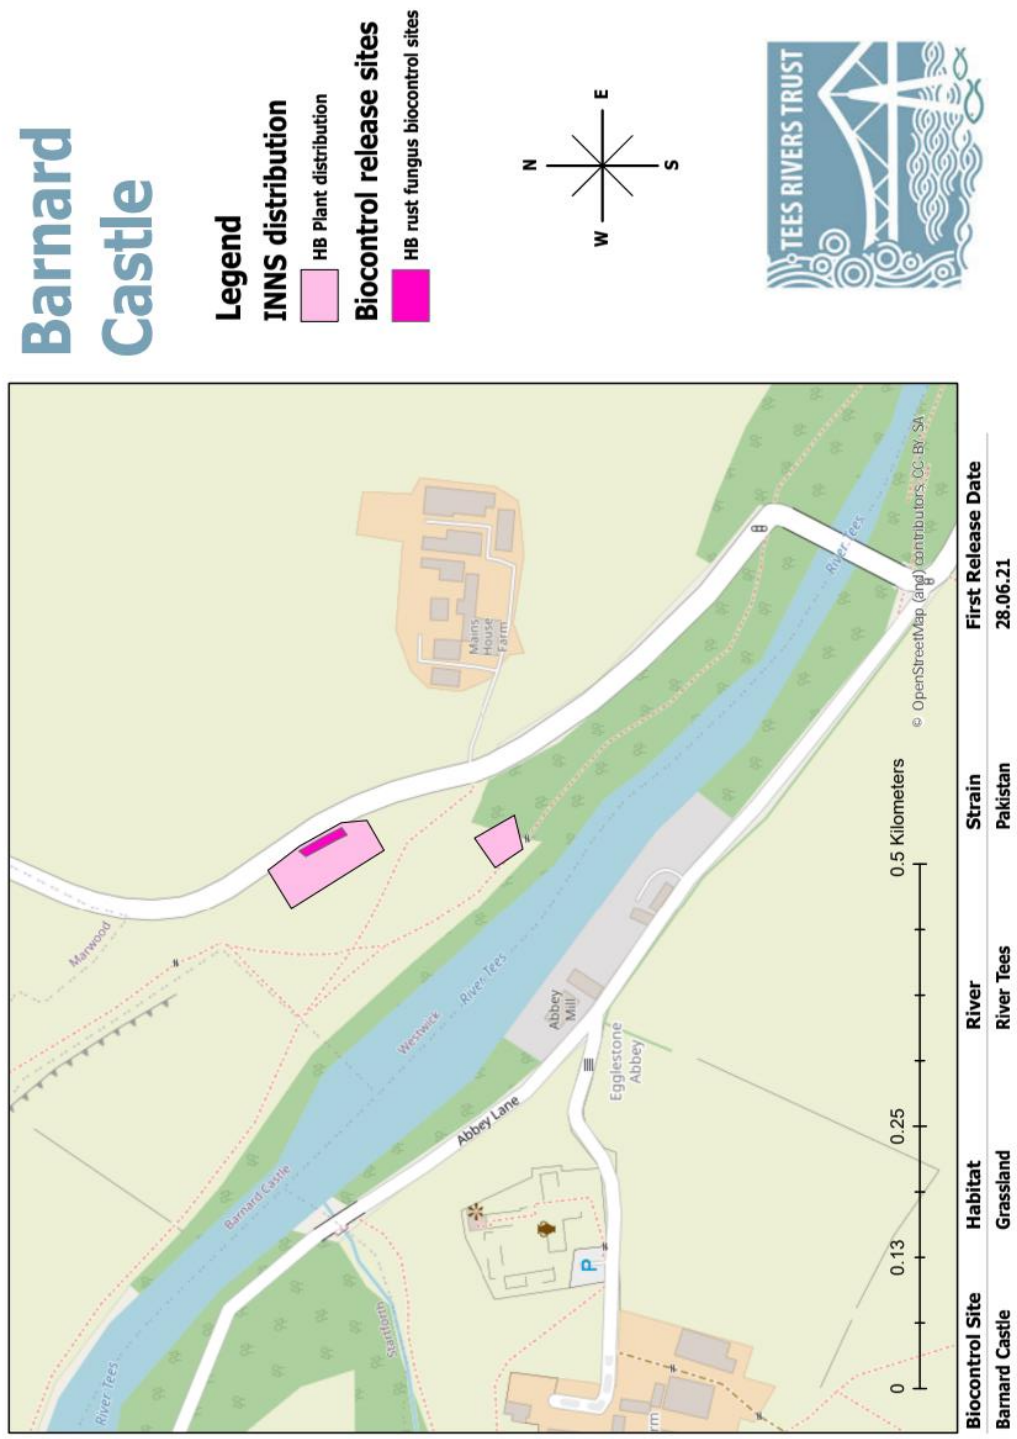 Barnard
Castle
Legend
INNS distribution
HB Plant distribution
Biocontrol release sites
HB rust fungus biocontrol sites
N
W
E
S
TEES RIVERS TRUST
Marwood
Mains
House
Farm
River Tees
Barnard Castle
Westwick
River Tees
River Tees
Startforth
Abbey Lane
Abbey
Mill
Egglestone
Abbey
P
rm
0
0.13
0.25
0.5 Kilometers
© OpenStreetMap (and) contributors, CC-BY-SA
Biocontrol Site Habitat River Strain First Release Date
Barnard Castle Grassland River Tees Pakistan 28.06.21